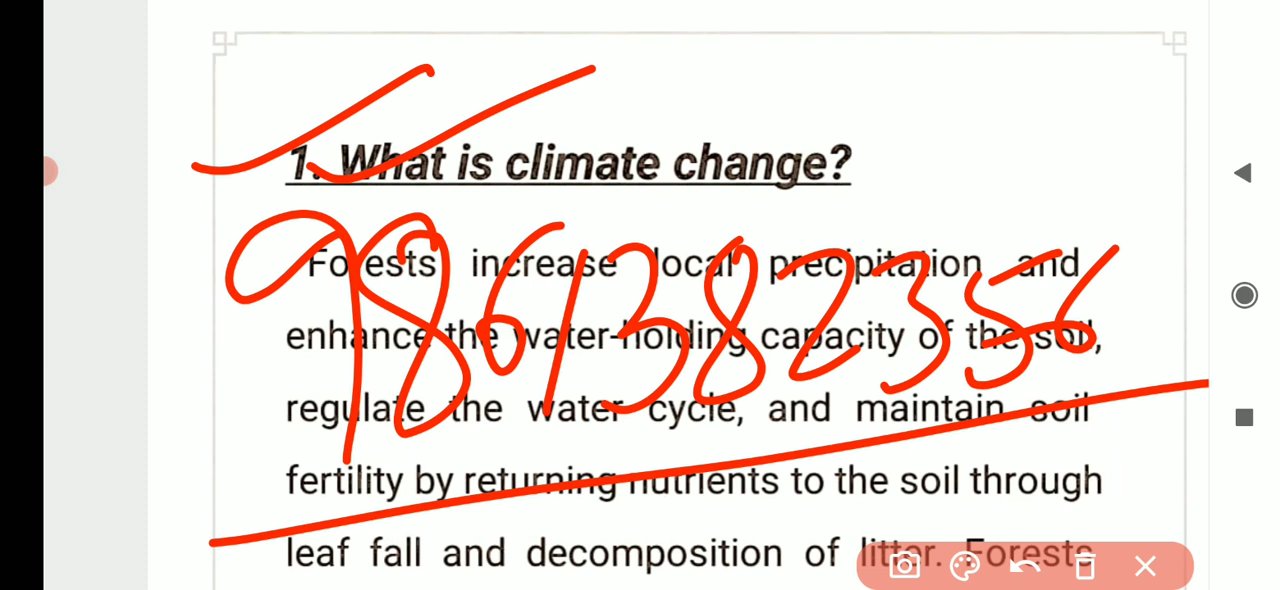 1. What is climate change?
9861382356
Forests increase local precipitation and
enhance the water-holding capacity of the soil,
regulate the water cycle, and maintain soil
fertility by returning nutrients to the soil through
leaf fall and decomposition of litter. Forests